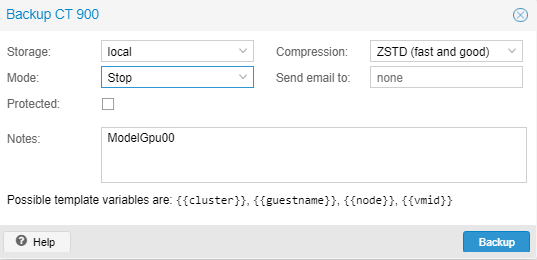 Backup CT 900
Storage: local Compression: ZSTD (fast and good)
Mode: Stop Send email to: none
Protected:
Notes: ModelGpu00
Possible template variables are: {{cluster}}, {{guestname}}, {{node}}, {{vmid}}
? Help Backup